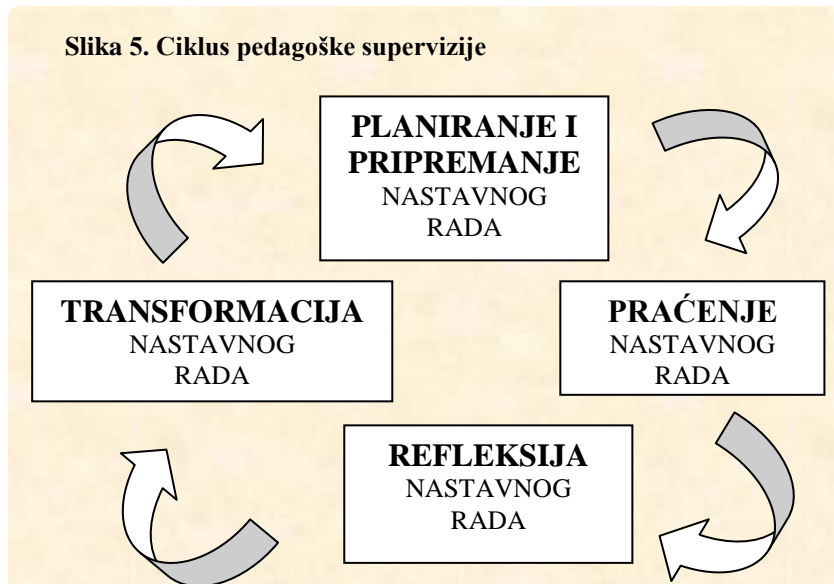 Slika 5. Ciklus pedagoške supervizije
PLANIRANJE I
PRIPREMANJE
NASTAVNOG
RADA
TRANSFORMACIJA
NASTAVNOG
RADA
PRAĆENJE
NASTAVNOG
RADA
REFLEKSIJA
NASTAVNOG
RADA